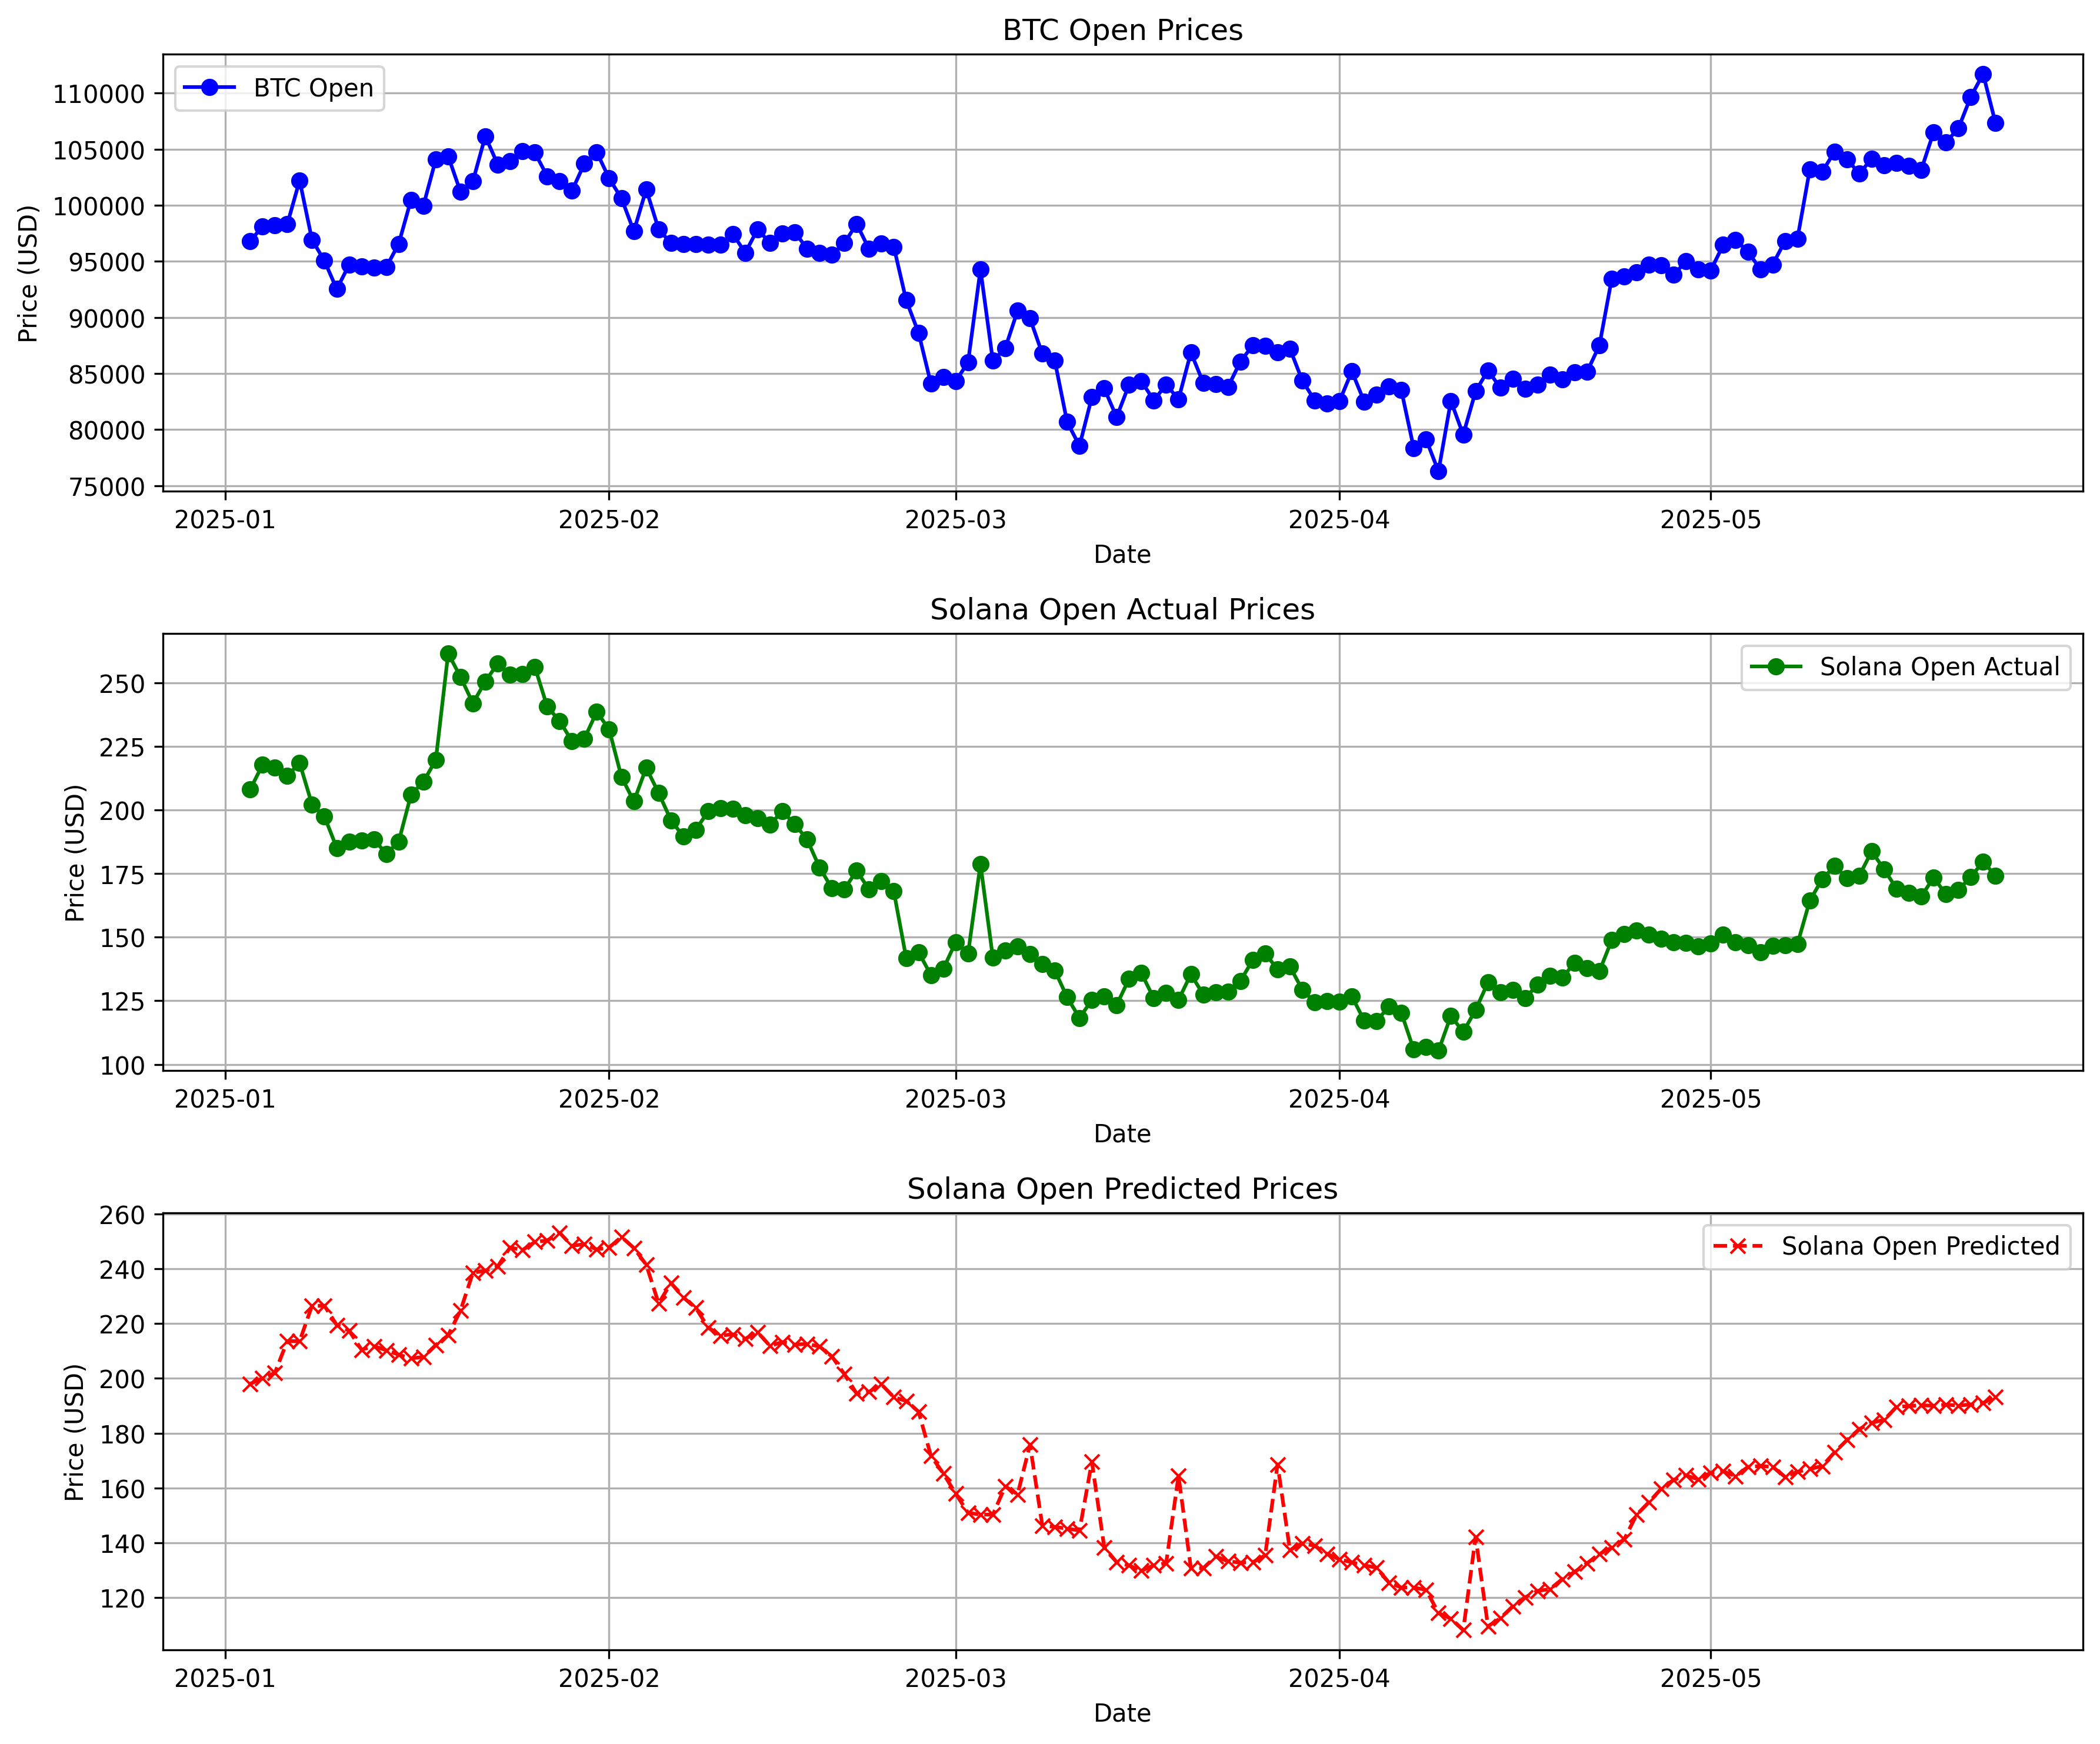 BTC Open Prices
BTC Open
110000
105000
100000
95000
90000
85000
80000
75000
Price (USD)
2025-01 2025-02 2025-03 2025-04 2025-05
Date
Solana Open Actual Prices
Solana Open Actual
250
225
200
175
150
125
100
Price (USD)
2025-01 2025-02 2025-03 2025-04 2025-05
Date
Solana Open Predicted Prices
Solana Open Predicted
260
240
220
200
180
160
140
120
Price (USD)
2025-01 2025-02 2025-03 2025-04 2025-05
Date